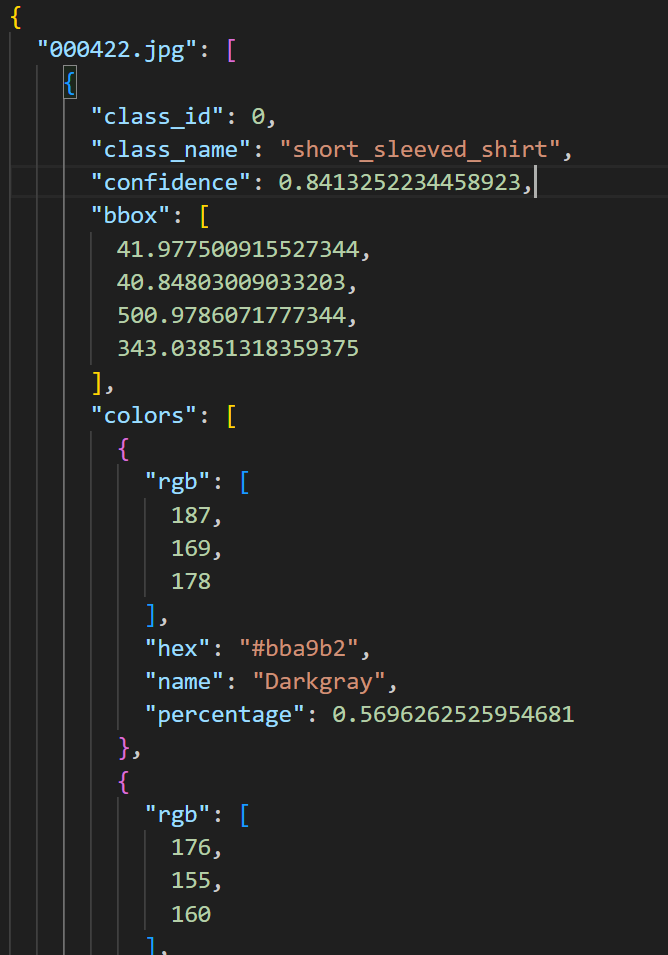 {
"000422.jpg": [
{
"class_id": 0,
"class_name": "short_sleeved_shirt",
"confidence": 0.8413252234458923,
"bbox": [
41.977500915527344,
40.84803009033203,
500.9786071777344,
343.03851318359375
],
"colors": [
{
"rgb": [
187,
169,
178
],
"hex": "#bba9b2",
"name": "Darkgray",
"percentage": 0.5696262525954681
},
{
"rgb": [
176,
155,
160
],